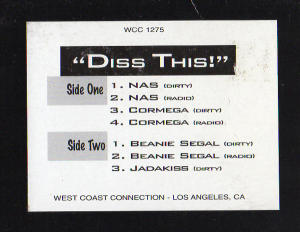 WCC 1275
"DISS THIS!"
Side One
1. NAS (DIRTY)
2. NAS (RADIO)
3. CORMEGA (DIRTY)
4. CORMEGA (RADIO)
Side Two
1. BEANIE SEGAL (DIRTY)
2. BEANIE SEGAL (RADIO)
3. JADAKISS (DIRTY)
WEST COAST CONNECTION - LOS ANGELES, CA